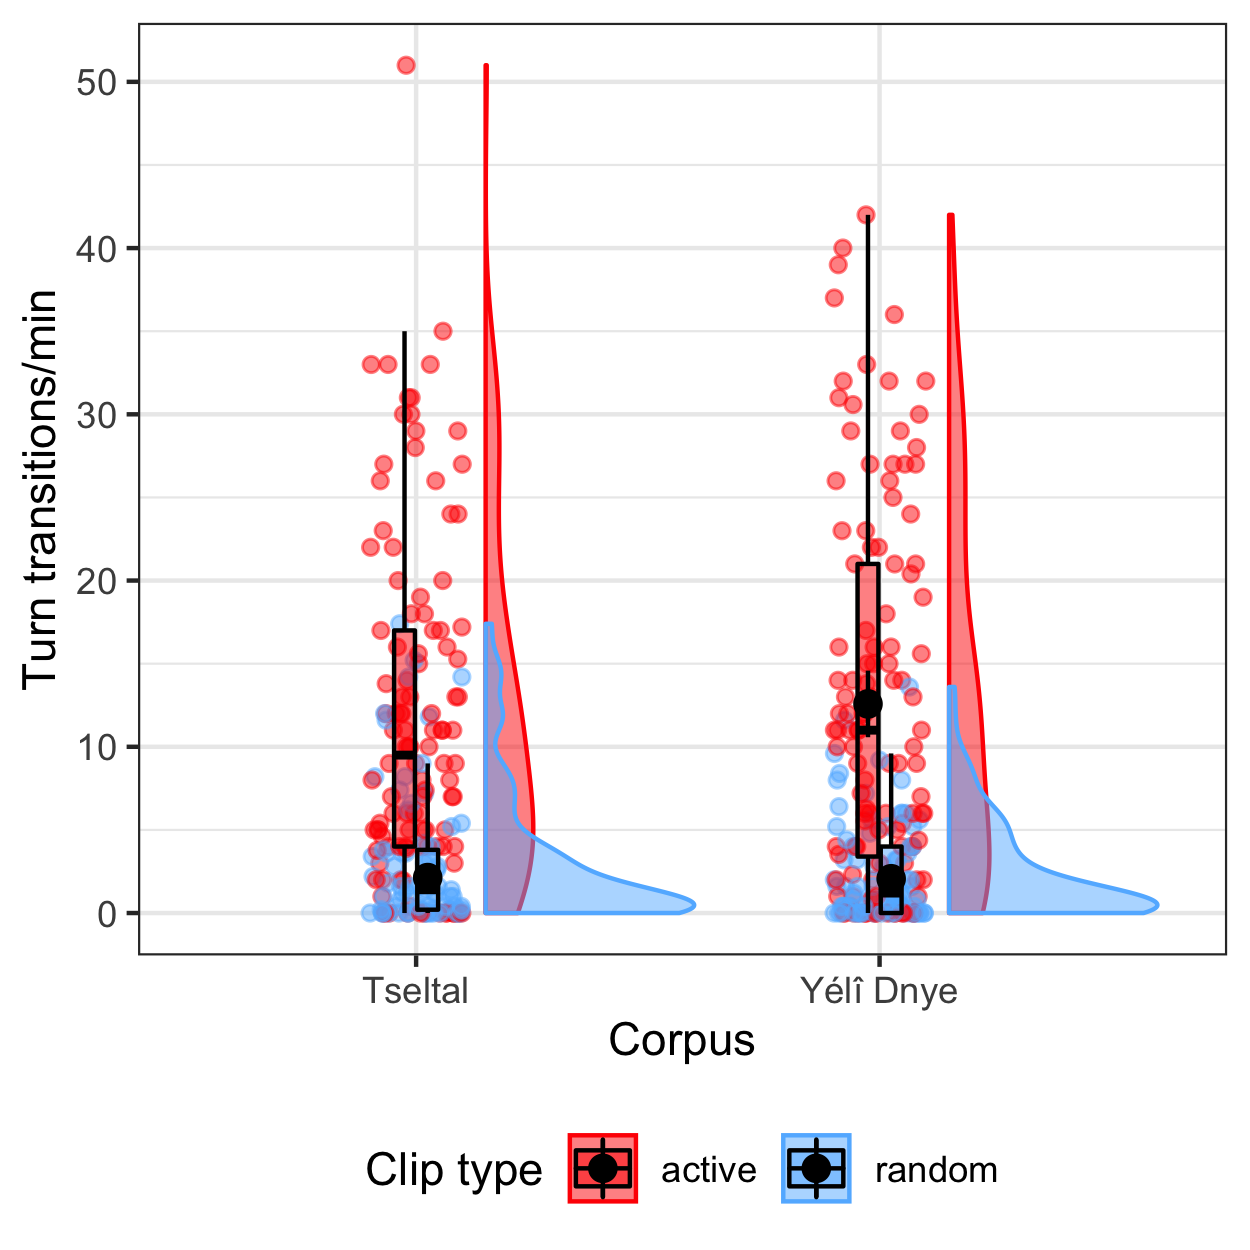 Turn transitions/min
50
40
30
20
10
0
Tseltal
Yélî Dnye
Corpus
Clip type
active
random